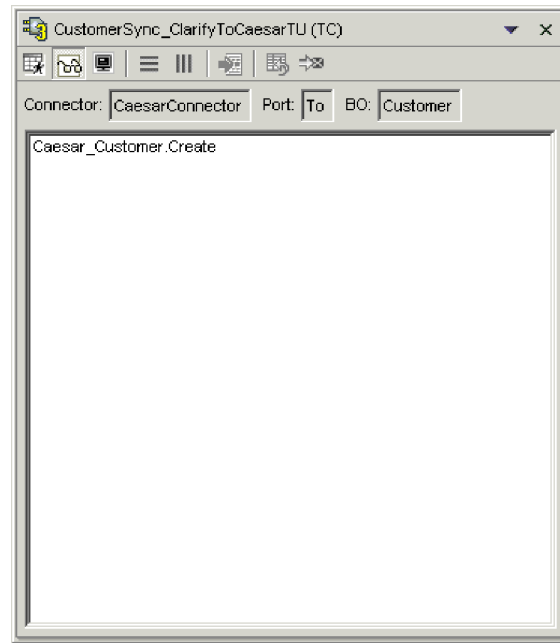 CustomerSync_ClarifyToCaesarTU (TC)
Connector: CaesarConnector Port: To BO: Customer
Caesar_Customer.Create